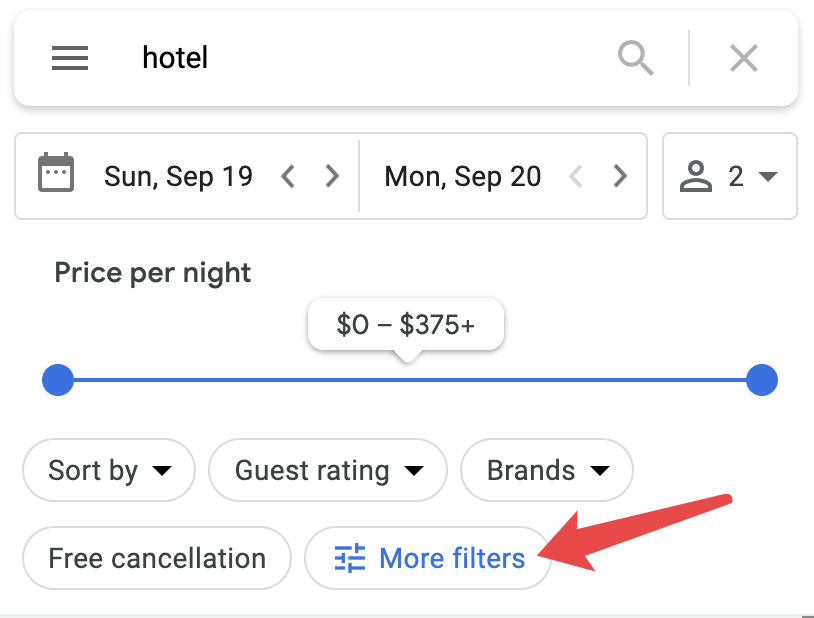 hotel
Sun, Sep 19 Mon, Sep 20 2
Price per night
$0 – $375+
Sort by Guest rating Brands
Free cancellation More filters